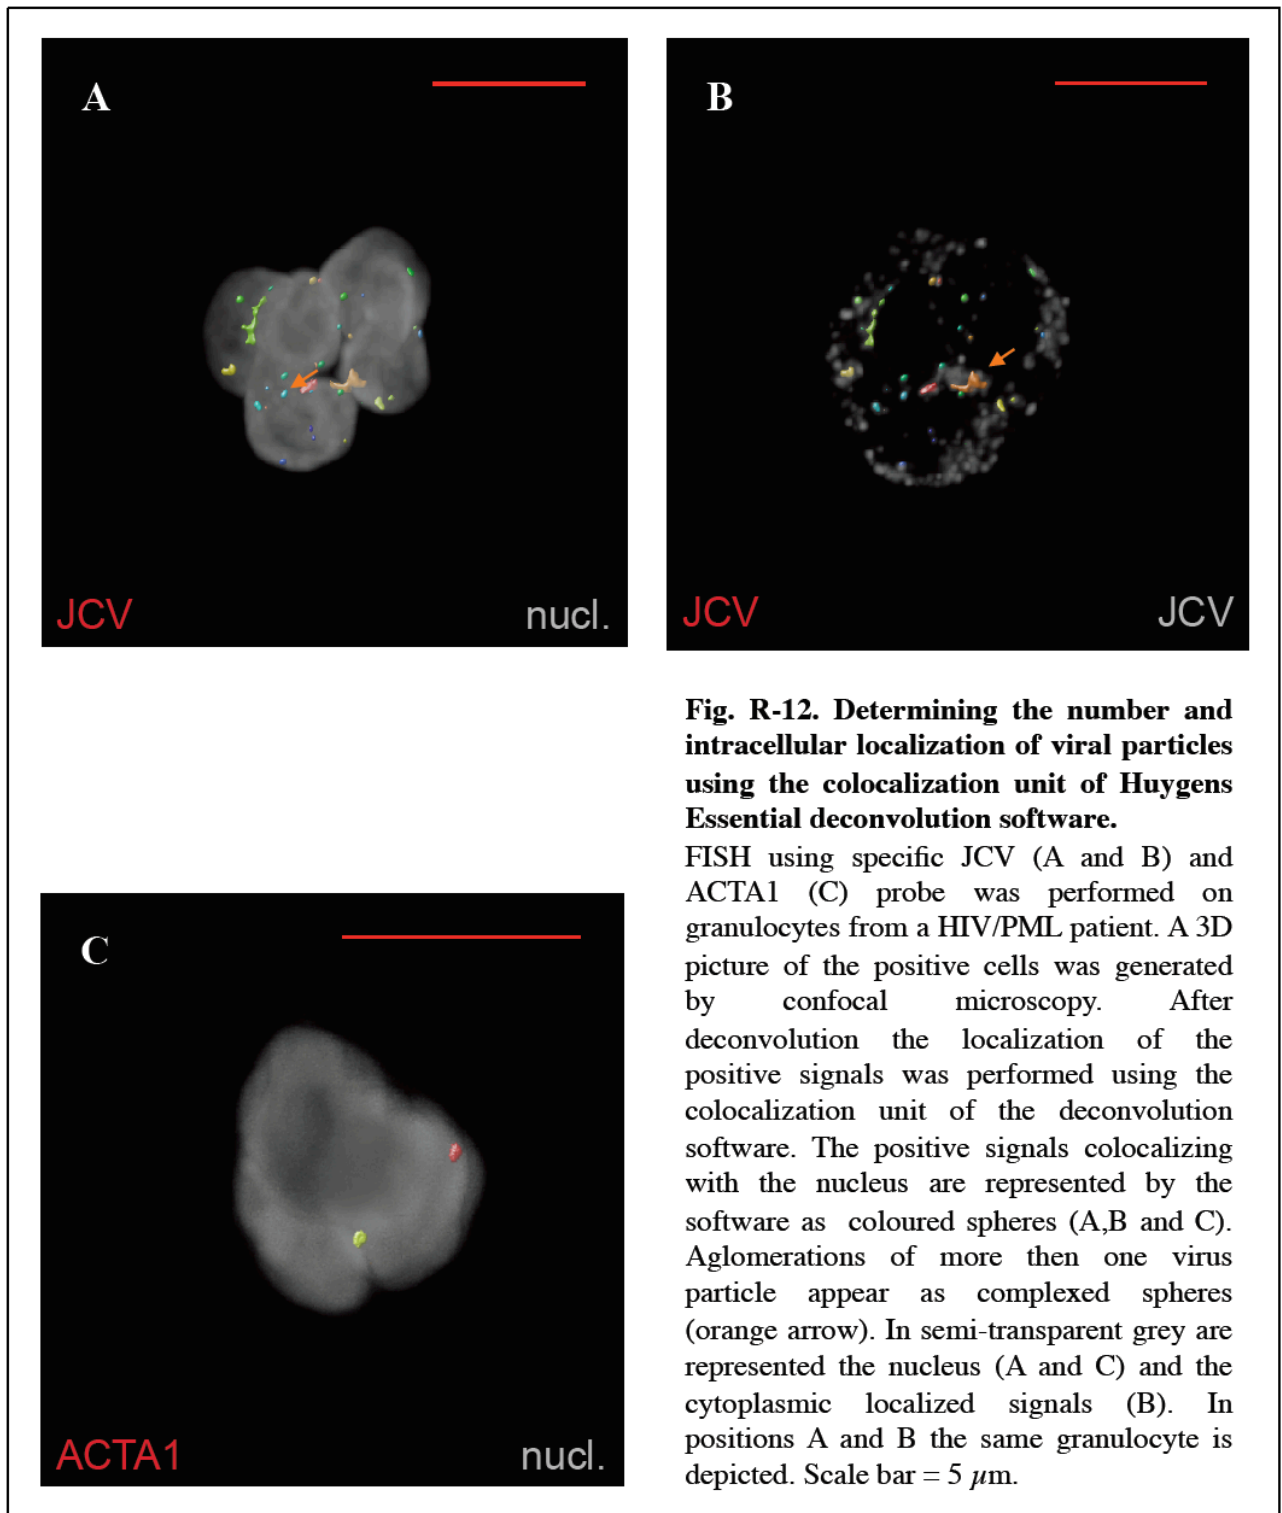 A
JCV
nucl.
B
JCV
JCV
Fig. R-12. Determining the number and
intracellular localization of viral particles
using the colocalization unit of Huygens
Essential deconvolution software.
FISH using specific JCV (A and B) and
ACTA1 (C) probe was performed on
granulocytes from a HIV/PML patient. A 3D
picture of the positive cells was generated
by confocal microscopy. After
deconvolution the localization of the
positive signals was performed using the
colocalization unit of the deconvolution
software. The positive signals colocalizing
with the nucleus are represented by the
software as coloured spheres (A,B and C).
Aglomerations of more then one virus
particle appear as complexed spheres
(orange arrow). In semi-transparent grey are
represented the nucleus (A and C) and the
cytoplasmic localized signals (B). In
positions A and B the same granulocyte is
depicted. Scale bar = 5 µm.
C
ACTA1
nucl.